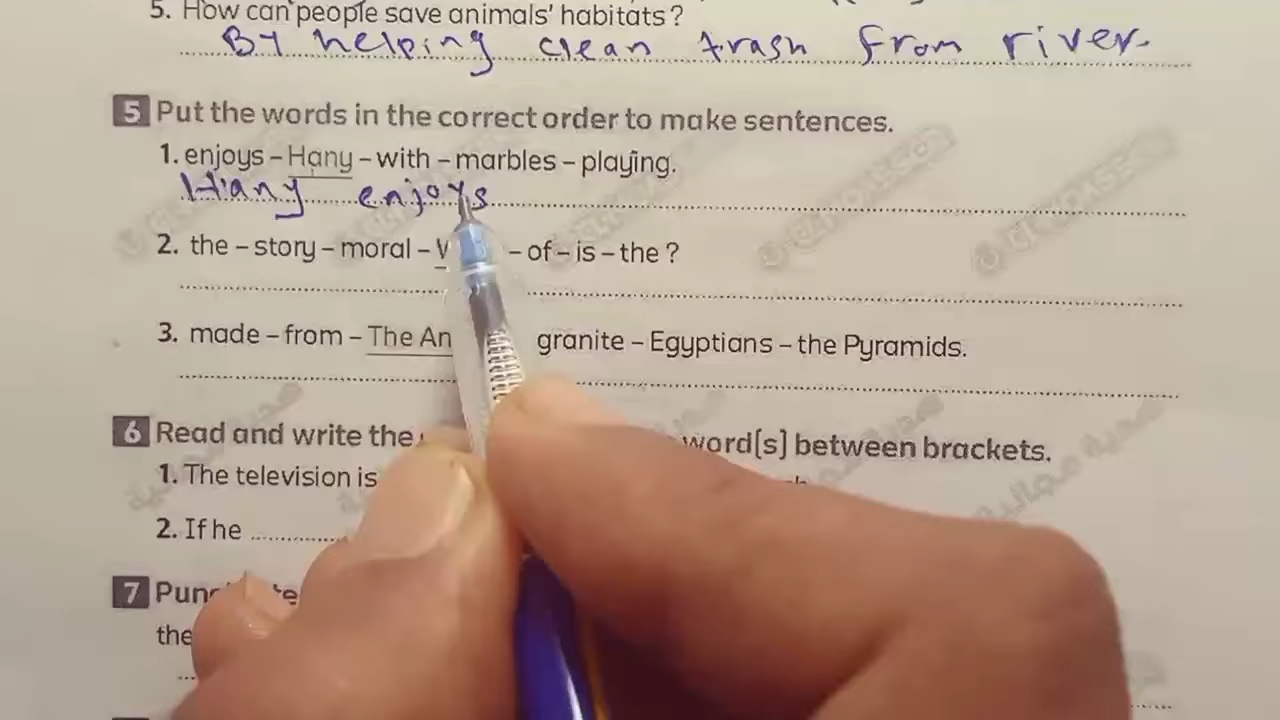 5. How can people save animals' habitats?
By helping clean trash from river.
5 Put the words in the correct order to make sentences.
1. enjoys – Hany – with – marbles – playing.
Hany enjoys
2. the – story – moral – – of – is – the ?
3. made – from – The An granite – Egyptians – the Pyramids.
6 Read and write the word[s] between brackets.
1. The television is
2. If he
7
the